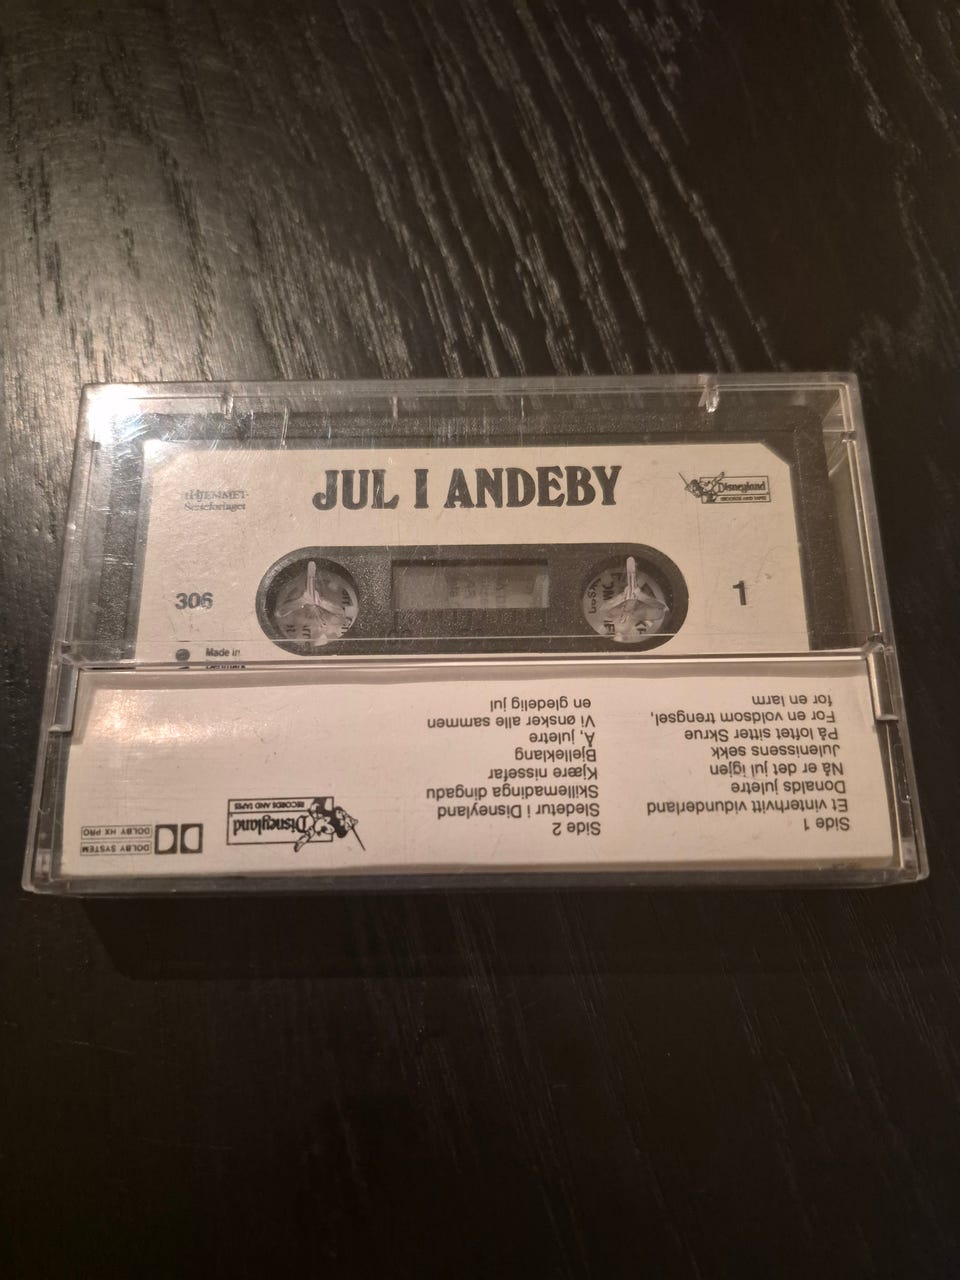 HJEMMET
Serieforlaget
JUL I ANDEBY
Disneyland
RECORDS AND TAPES
306
1
Made in
Side 1
Et vinterhvitt vidunderland
Donalds juletre
Nå er det jul igjen
Julenissens sekk
På loftet sitter Skrue
For en voldsom trengsel,
for en larm
Side 2
Sledetur i Disneyland
Skillemadinga dingadu
Kjære nissefar
Bjelleklang
Å, juletre
Vi ønsker alle sammen
en gledelig jul
Disneyland
RECORDS AND TAPES
DOLBY SYSTEM
DOLBY HX PRO